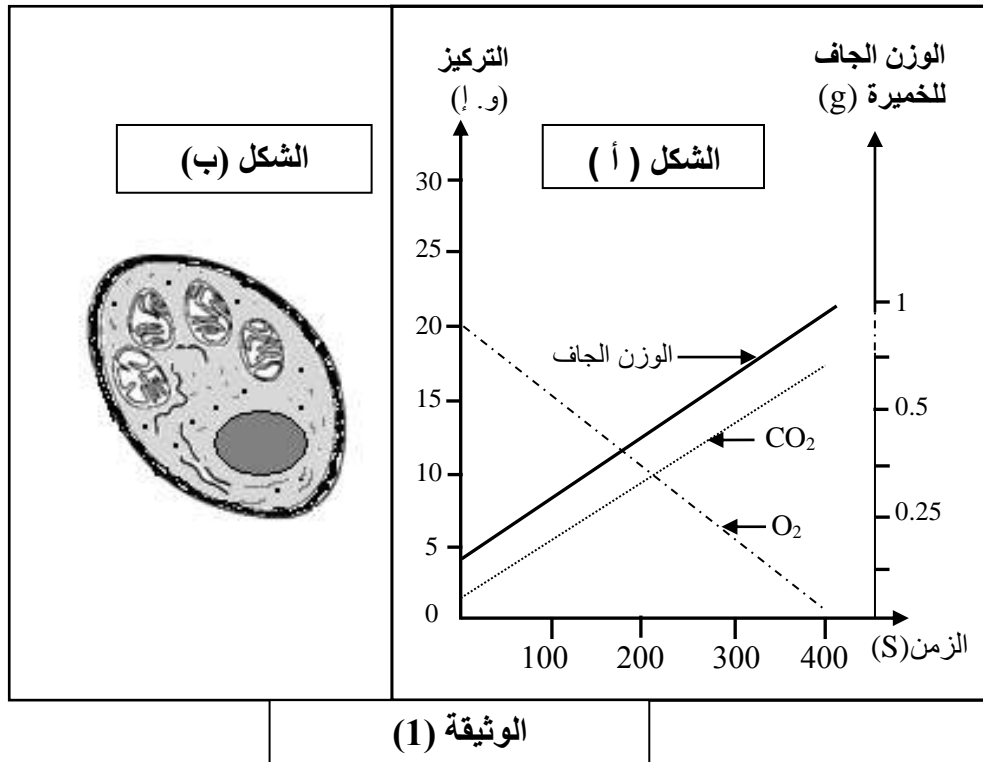 الوزن الجاف
للخميرة (g)
التركيز
(و. إ)
الشكل ( أ )
الشكل (ب)
30
25
20
15
10
5
0
1
0.5
0.25
الوزن الجاف
CO₂
O₂
100 200 300 400
الزمن(S)
الوثيقة (1)